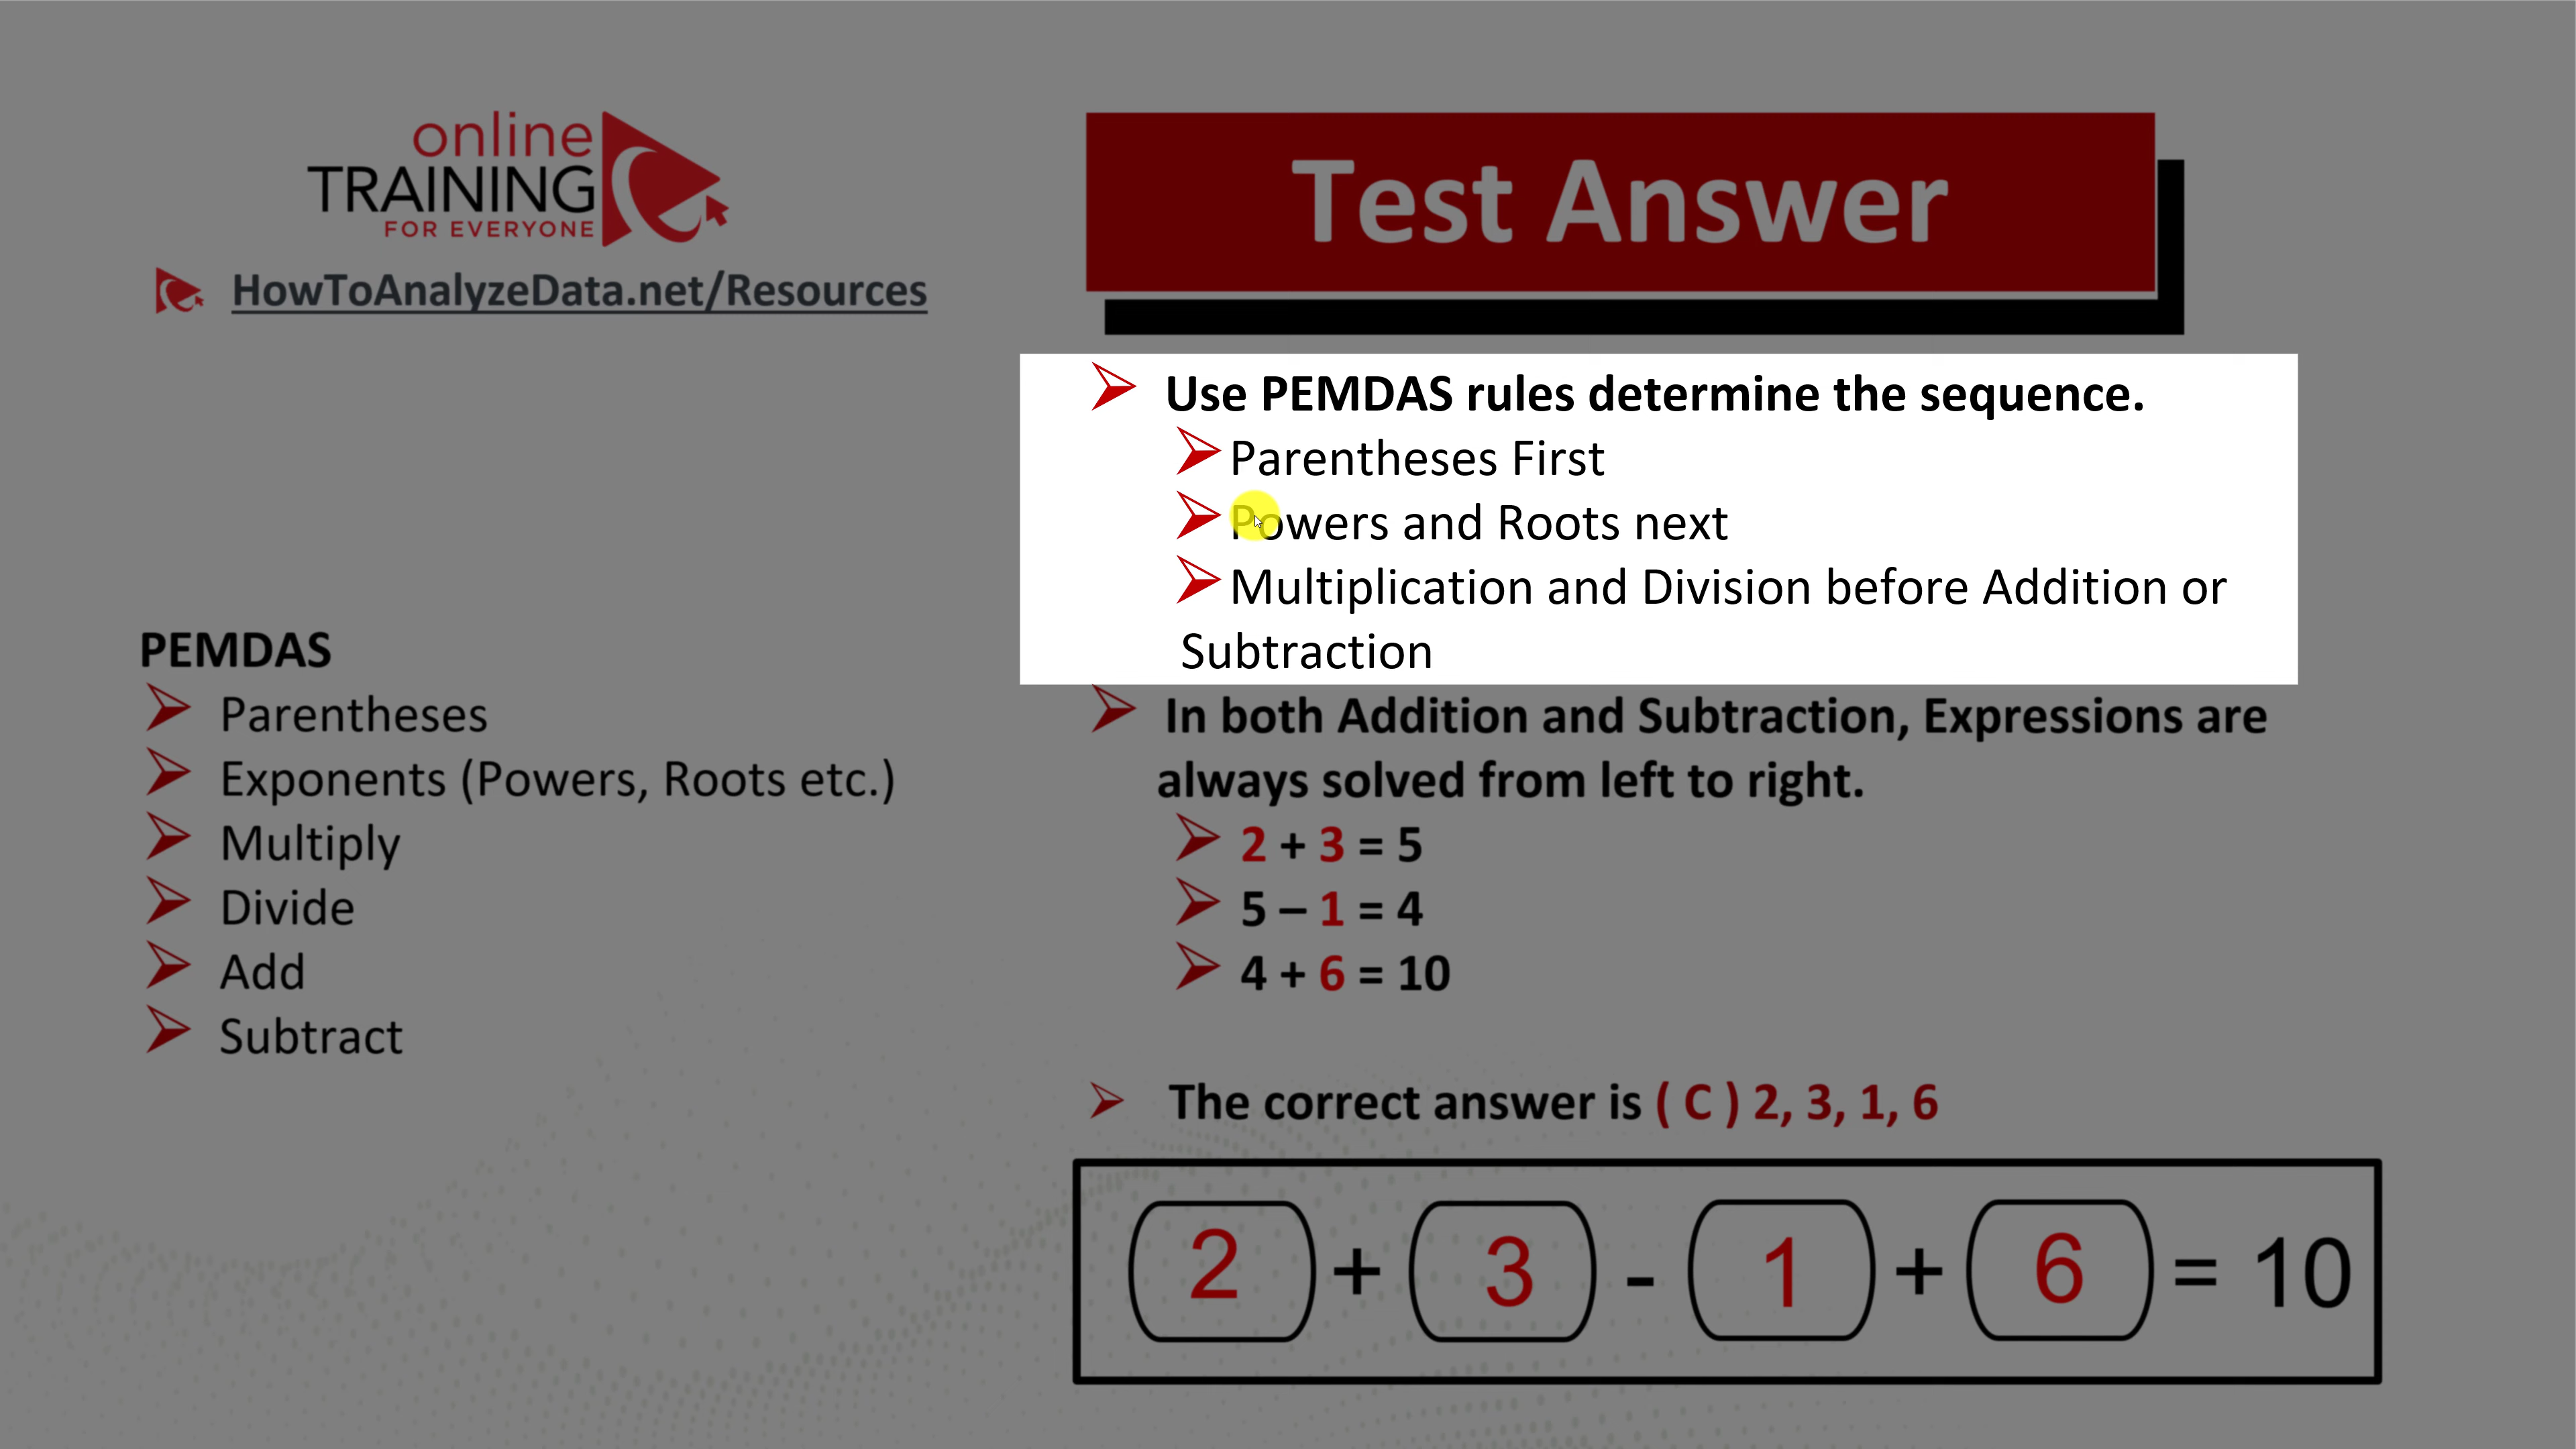 online
TRAINING
FOR EVERYONE
HowToAnalyzeData.net/Resources
PEMDAS
Parentheses
Exponents (Powers, Roots etc.)
Multiply
Divide
Add
Subtract
Test Answer
Use PEMDAS rules determine the sequence.
Parentheses First
Powers and Roots next
Multiplication and Division before Addition or
Subtraction
In both Addition and Subtraction, Expressions are
always solved from left to right.
2 + 3 = 5
5 – 1 = 4
4 + 6 = 10
The correct answer is ( C ) 2, 3, 1, 6
2 + 3 - 1 + 6 = 10